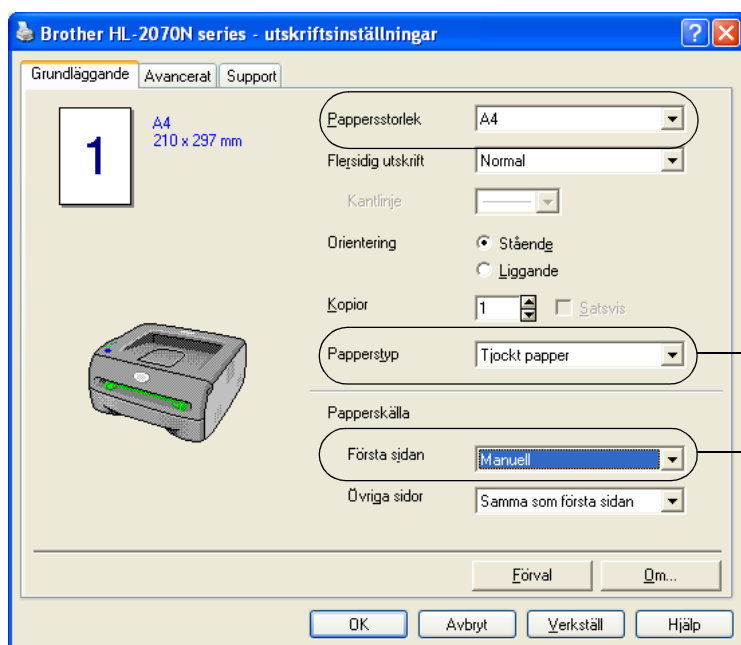 Brother HL-2070N series - utskriftsinställningar
Grundläggande Avancerat Support
1
A4
210 x 297 mm
Pappersstorlek A4
Flersidig utskrift Normal
Kantlinje
Orientering Stående
Liggande
Kopior 1 Satsvis
Papperstyp Tjockt papper
Papperskälla
Första sidan Manuell
Övriga sidor Samma som första sidan
Förval Om...
OK Avbryt Verkställ Hjälp